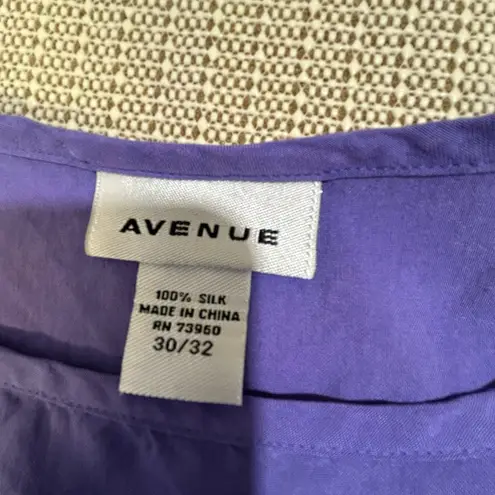 AVENUE
100% SILK
MADE IN CHINA
RN 73960
30/32